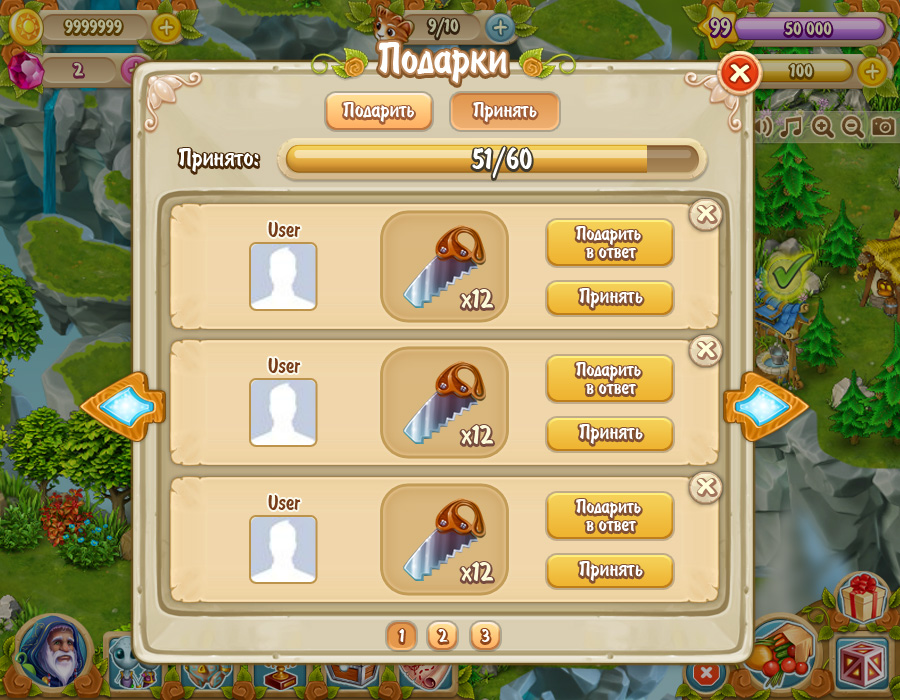 9999999
9/10
99
50 000
2
100
Подарки
Подарить
Принять
Принято:
51/60
User
x12
Подарить
в ответ
Принять
User
x12
Подарить
в ответ
Принять
User
x12
Подарить
в ответ
Принять
1
2
3